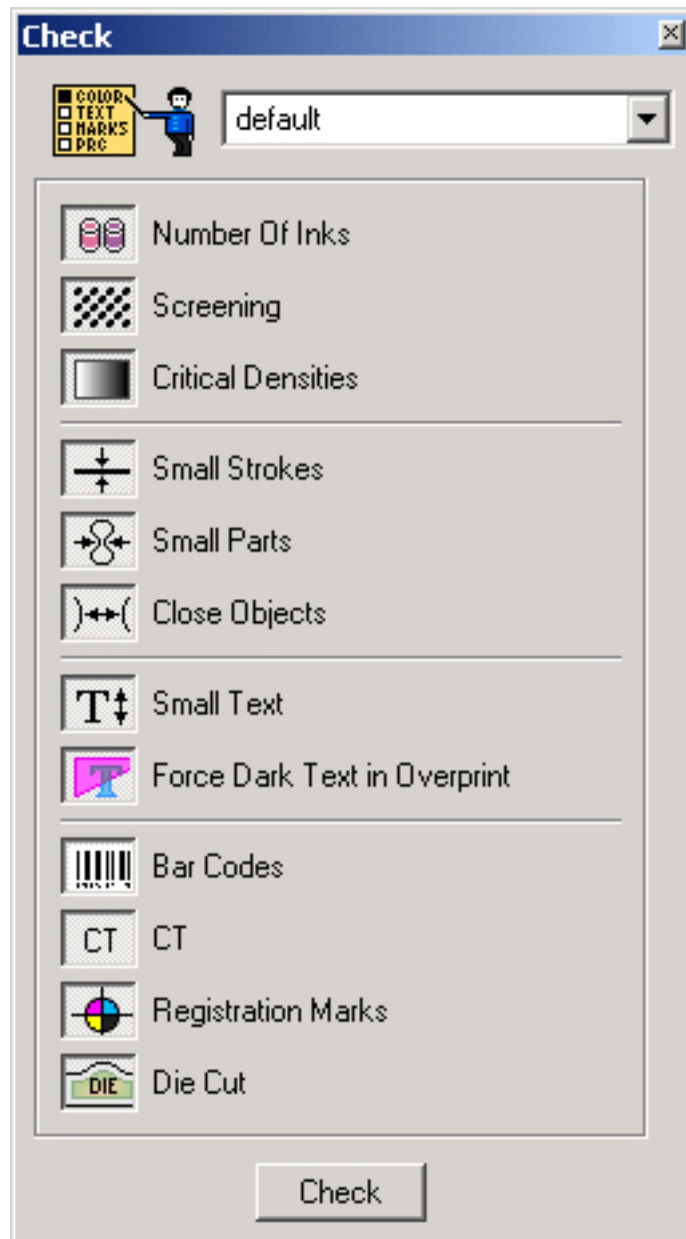 Check
COLOR
TEXT
MARKS
PRC
default
Number Of Inks
Screening
Critical Densities
Small Strokes
Small Parts
Close Objects
T Small Text
T Force Dark Text in Overprint
Bar Codes
CT CT
Registration Marks
DIE Die Cut
Check